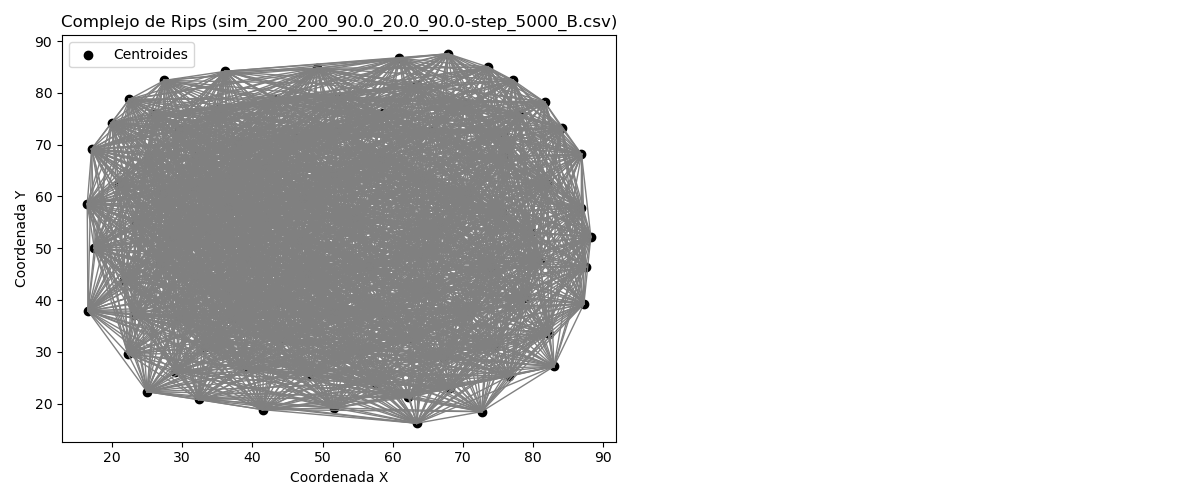 Complejo de Rips (sim_200_200_90.0_20.0_90.0-step_5000_B.csv)
Centroides
90
80
70
60
50
40
30
20
Coordenada Y
20 30 40 50 60 70 80 90
Coordenada X